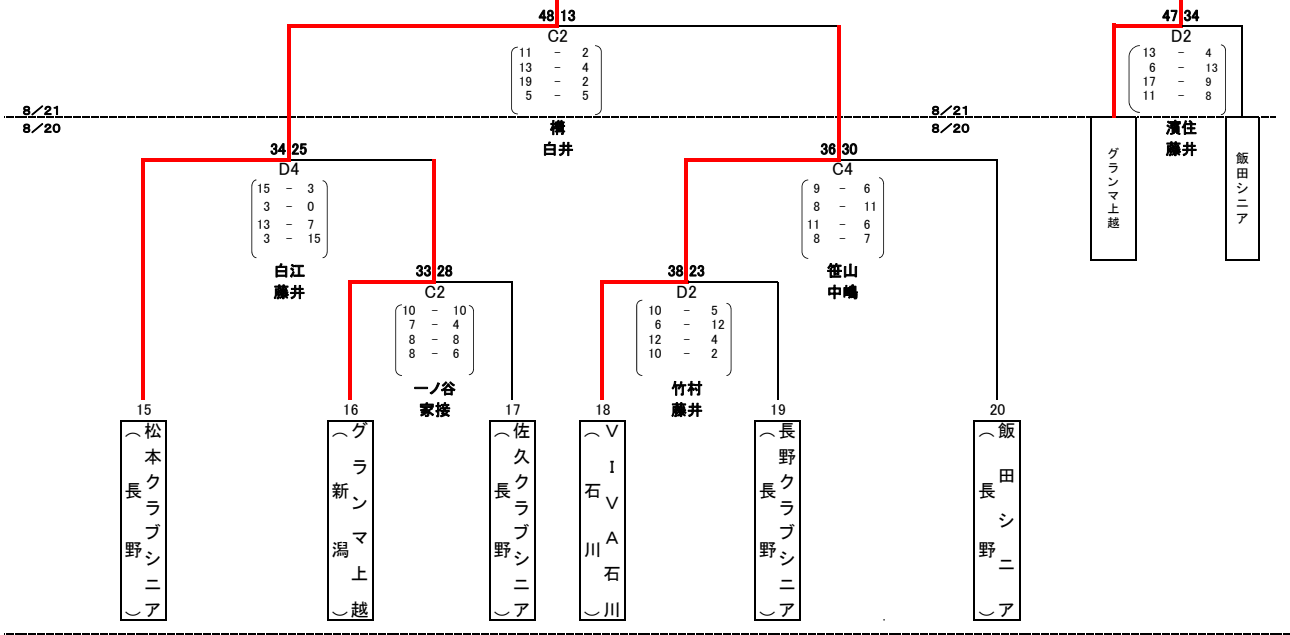 48 13
C2
11 - 2
13 - 4
19 - 2
5 - 5
横
白井
47 34
D2
13 - 4
6 - 13
17 - 9
11 - 8
濱住
藤井
グランマ上越
飯田シニア
8/21
8/20
8/21
8/20
34 25
D4
15 - 3
3 - 0
13 - 7
3 - 15
白江
藤井
36 30
C4
9 - 6
8 - 11
11 - 6
8 - 7
笹山
中嶋
33 28
C2
10 - 10
7 - 4
8 - 8
8 - 6
一ノ谷
家接
38 23
D2
10 - 5
6 - 12
12 - 4
10 - 2
竹村
藤井
15
松本クラブシニア
(長野)
16
グランマ上越
(新潟)
17
佐久クラブシニア
(長野)
18
VIVA石川
(石川)
19
長野クラブシニア
(長野)
20
飯田シニア
(長野)